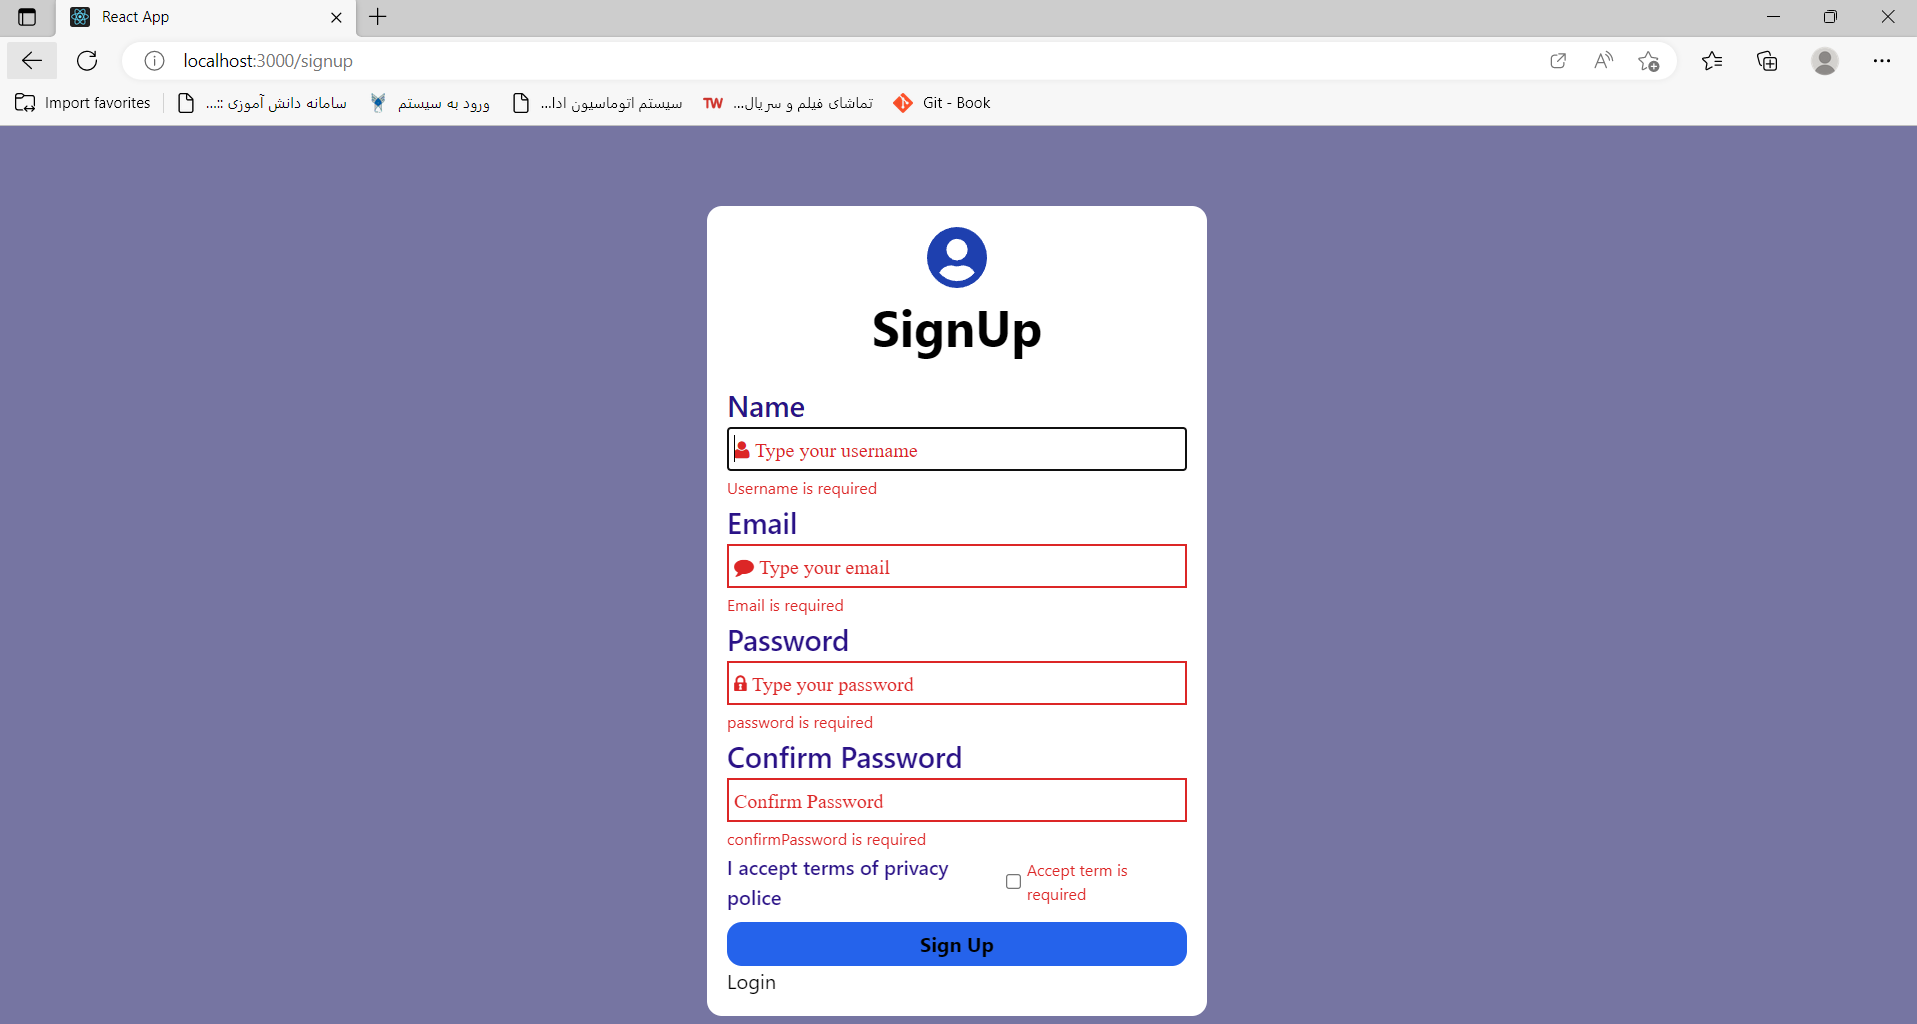 React App
localhost:3000/signup
Import favorites
سامانه دانش آموزی ::...
ورود به سیستم
سیستم اتوماسیون ادا...
TW
تماشای فیلم و سریال...
Git - Book
SignUp
Name
Type your username
Username is required
Email
Type your email
Email is required
Password
Type your password
password is required
Confirm Password
Confirm Password
confirmPassword is required
I accept terms of privacy
police
Accept term is
required
Sign Up
Login